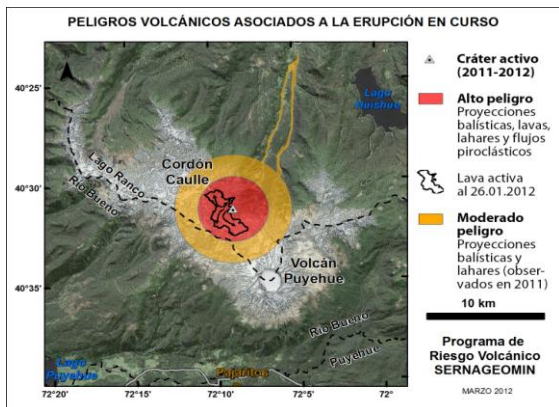 PELIGROS VOLCÁNICOS ASOCIADOS A LA ERUPCIÓN EN CURSO
40°25'
40°30'
40°35'
Lago Huishue
Cordón Caulle
Lago Ranco
Río Bueno
Volcán Puyehue
Río Bueno
Puyehue
Lago Puyehue
Pajaritos
72°20'
72°15'
72°10'
72°5'
Cráter activo
(2011-2012)
Alto peligro
Proyecciones
balísticas, lavas,
lahares y flujos
piroclásticos
Lava activa
al 26.01.2012
Moderado
peligro
Proyecciones
balísticas y
lahares (obser-
vados en 2011)
10 km
Programa de
Riesgo Volcánico
SERNAGEOMIN
MARZO 2012